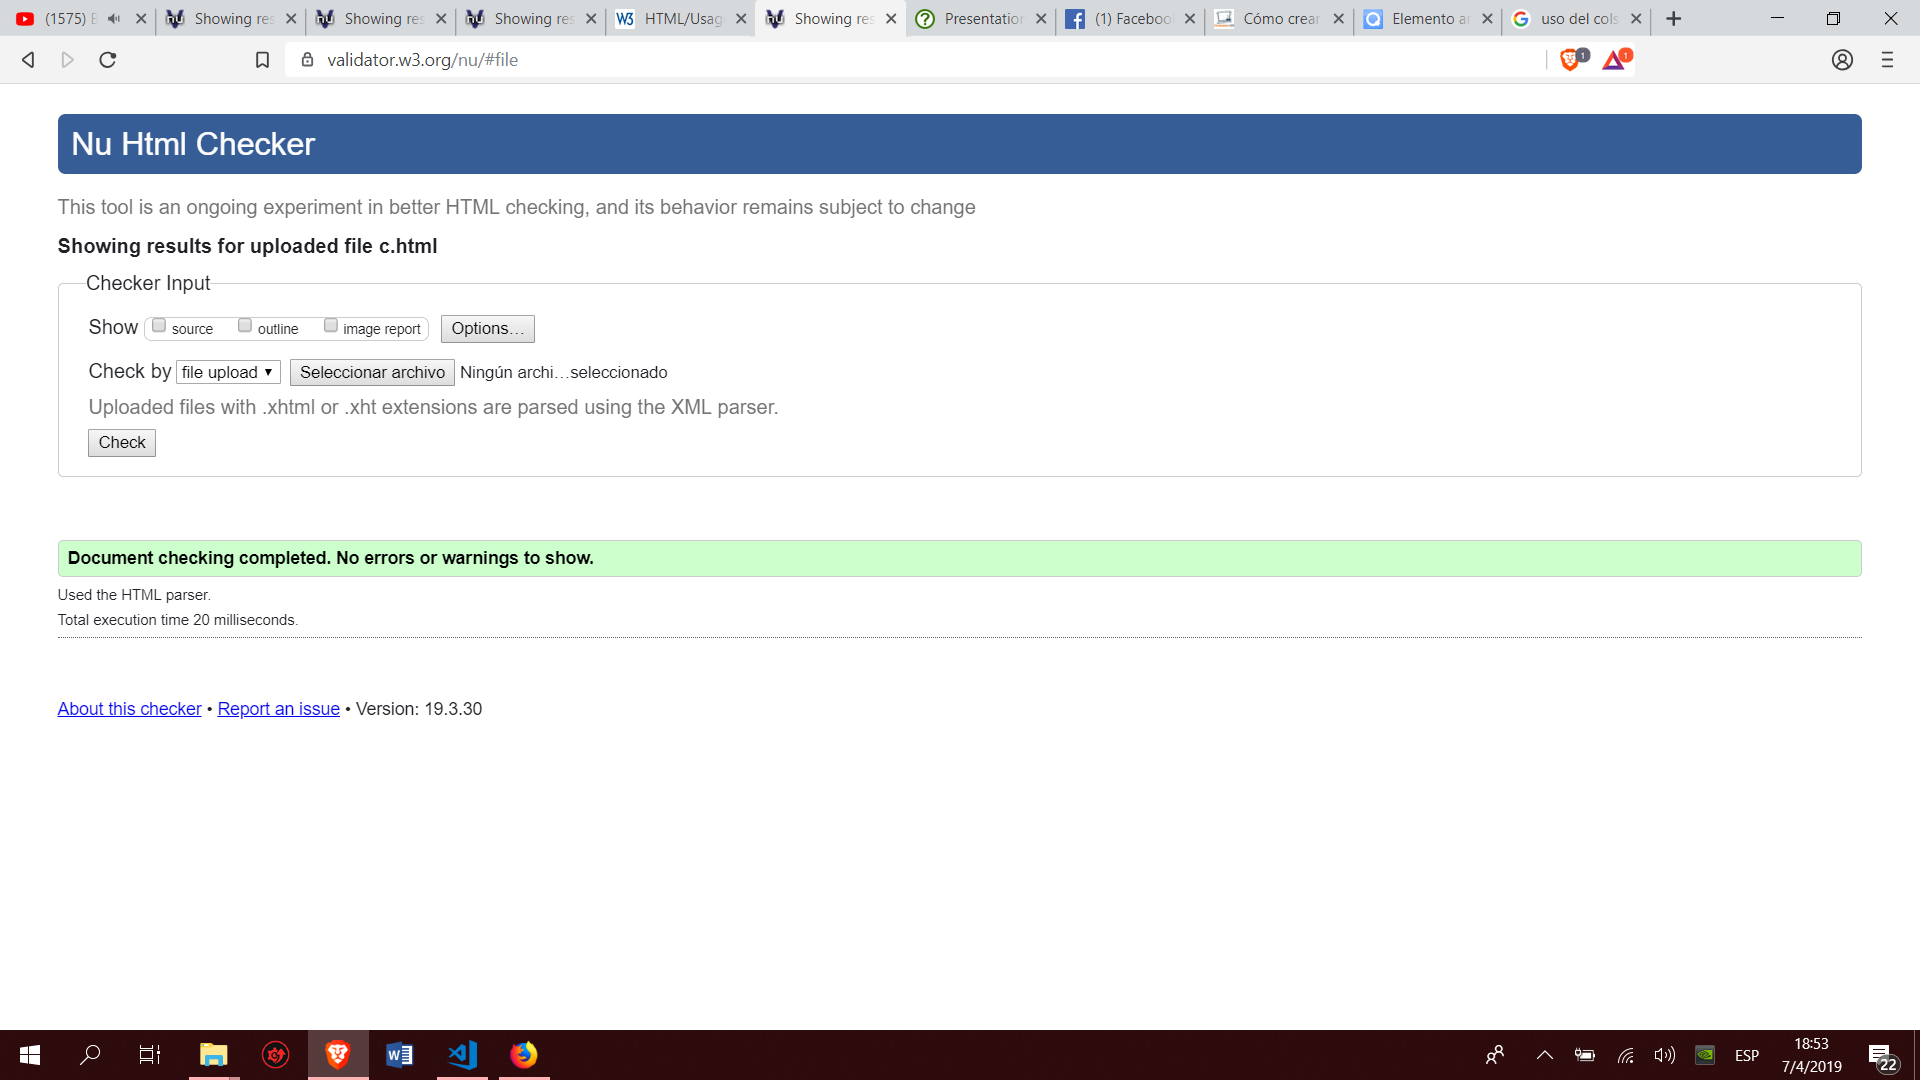 (1575) E
Showing res
Showing res
Showing res
HTML/Usag
Showing res
Presentation
(1) Facebool
Cómo crear
Elemento ar
uso del cols
validator.w3.org/nu/#file
1
1
Nu Html Checker
This tool is an ongoing experiment in better HTML checking, and its behavior remains subject to change
Showing results for uploaded file c.html
Checker Input
Show source outline image report Options...
Check by file upload Seleccionar archivo Ningún archi...seleccionado
Uploaded files with .xhtml or .xht extensions are parsed using the XML parser.
Check
Document checking completed. No errors or warnings to show.
Used the HTML parser.
Total execution time 20 milliseconds.
About this checker • Report an issue • Version: 19.3.30
ESP
18:53
7/4/2019
22